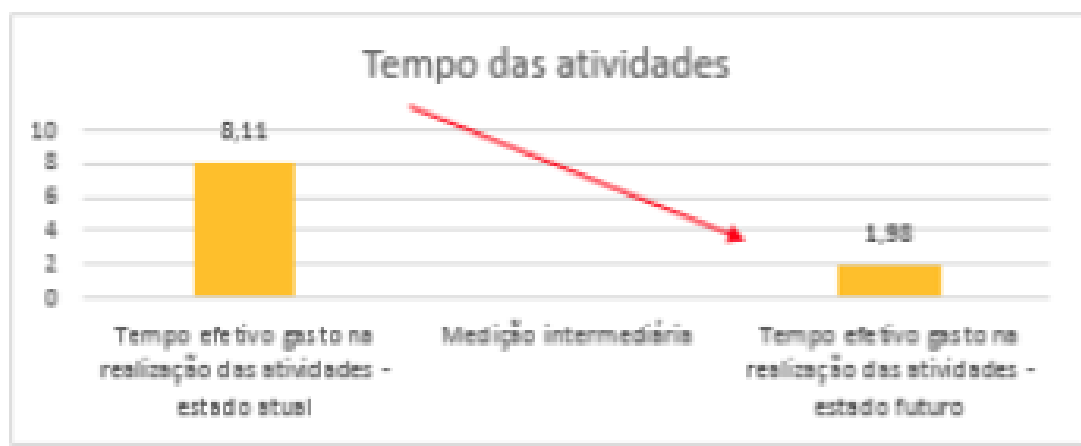 Tempo das atividades
10
8
6
4
2
0
8,11
1,98
Tempo efetivo gasto na
realização das atividades –
estado atual
Medição intermediária
Tempo efetivo gasto na
realização das atividades –
estado futuro